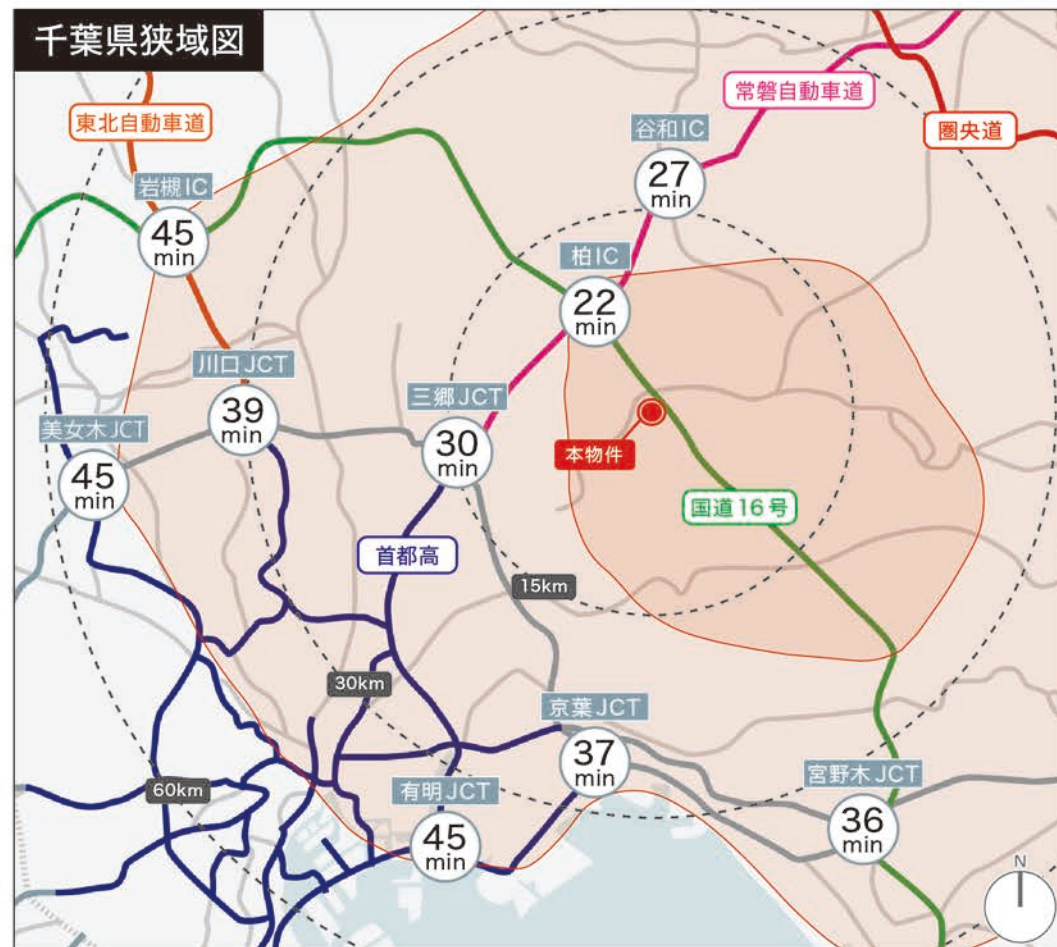 千葉県狭域図
常磐自動車道
東北自動車道
谷和IC
圏央道
27
min
岩槻IC
45
min
柏IC
22
min
川口JCT
39
min
三郷JCT
30
min
美女木JCT
45
min
本物件
国道16号
首都高
15km
30km
京葉JCT
37
min
宮野木JCT
36
min
60km
有明JCT
45
min
N